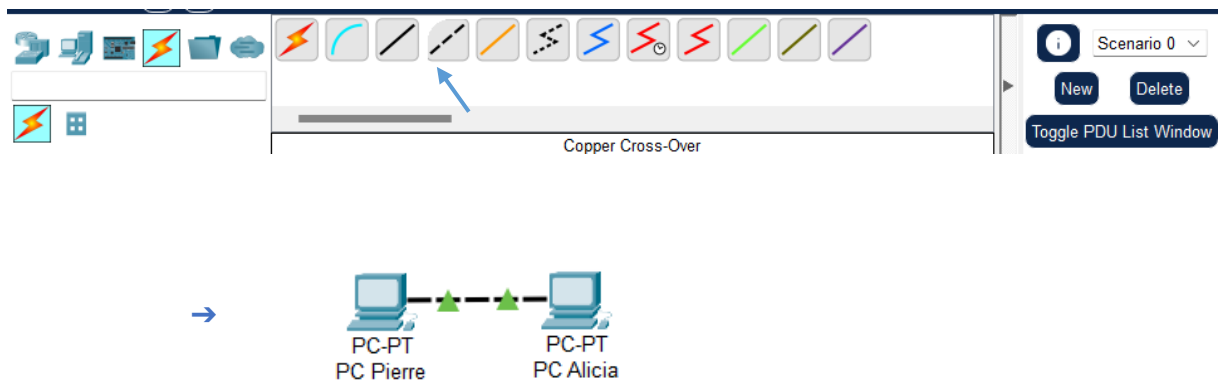 Scenario 0
New Delete
Toggle PDU List Window
Copper Cross-Over
PC-PT
PC Pierre
PC-PT
PC Alicia